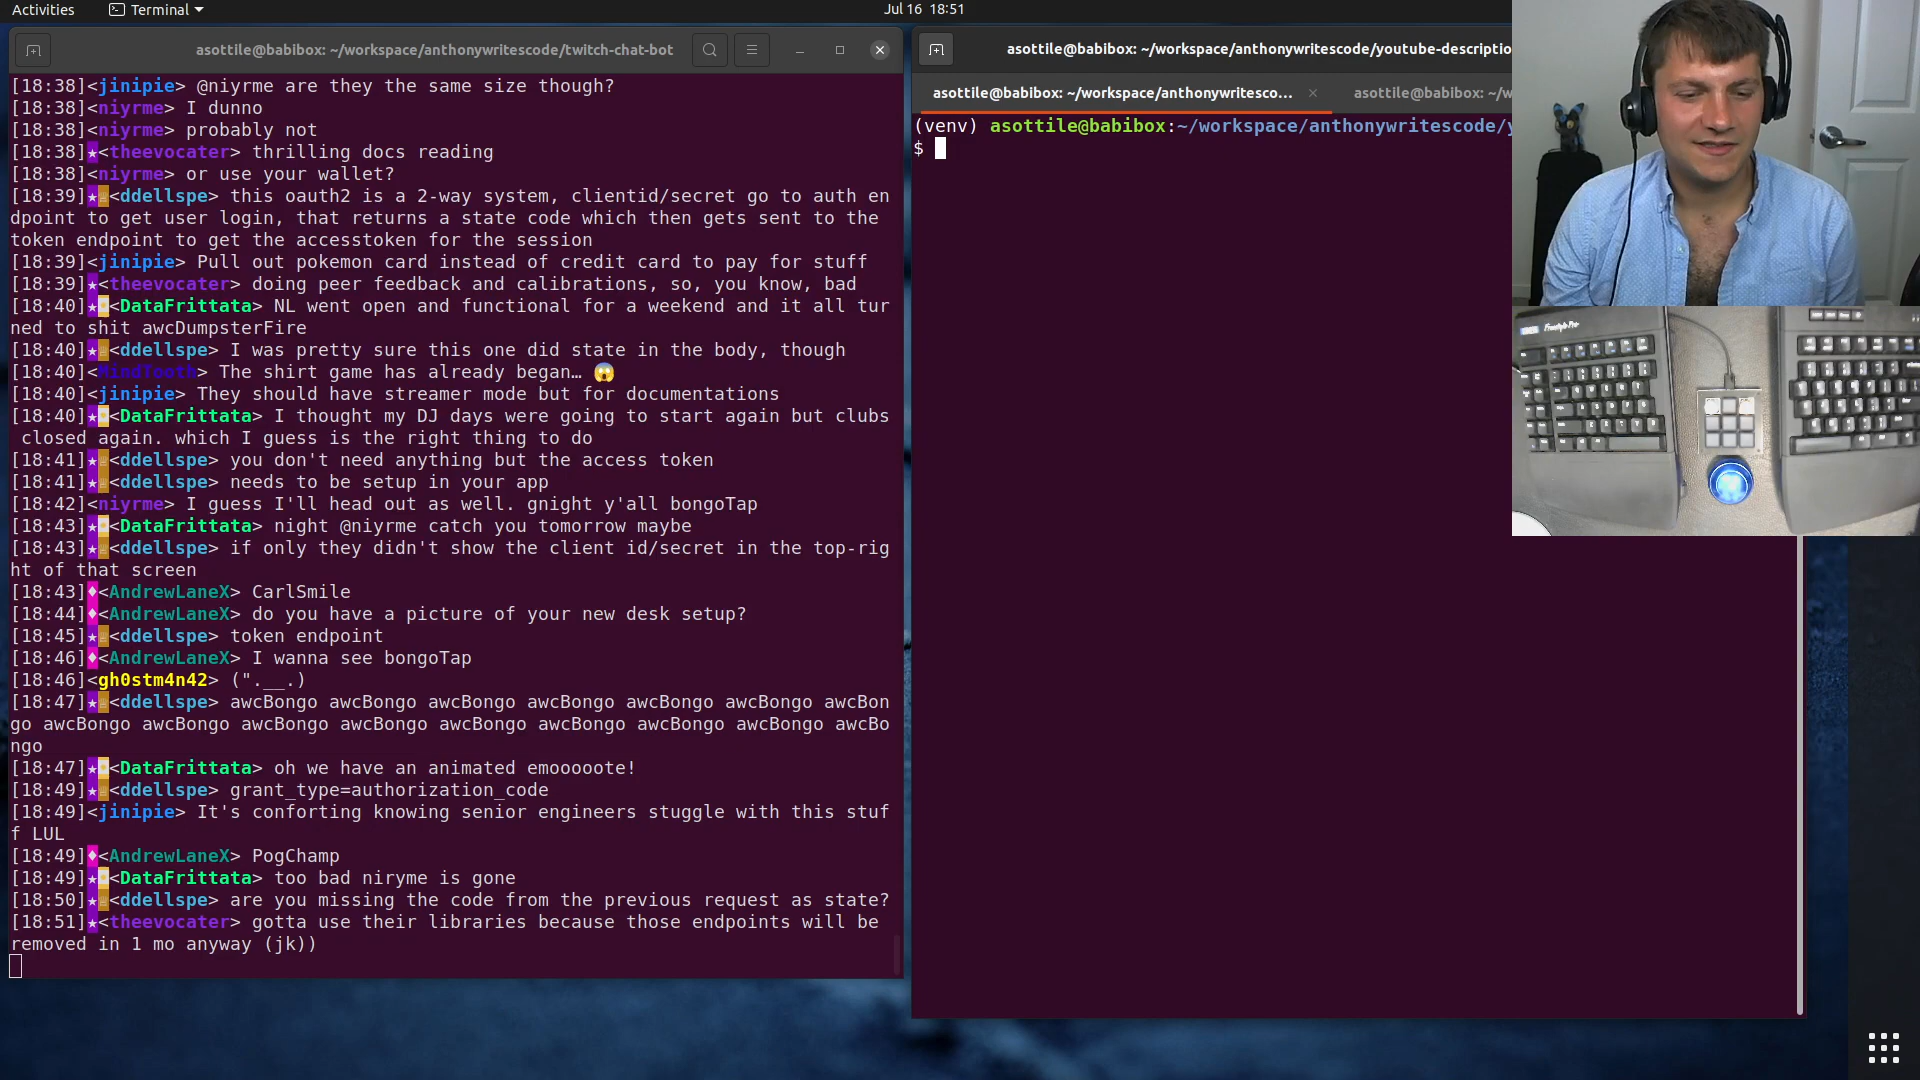 Activities
Terminal
Jul 16 18:51
asottile@babibox: ~/workspace/anthonywritescode/twitch-chat-bot
[18:38]<jinipie> @niyrme are they the same size though?
[18:38]<niyrme> I dunno
[18:38]<niyrme> probably not
[18:38]★<theevocater> thrilling docs reading
[18:38]<niyrme> or use your wallet?
[18:39]★<ddellspe> this oauth2 is a 2-way system, clientid/secret go to auth en
dpoint to get user login, that returns a state code which then gets sent to the
token endpoint to get the accesstoken for the session
[18:39]<jinipie> Pull out pokemon card instead of credit card to pay for stuff
[18:39]★<theevocater> doing peer feedback and calibrations, so, you know, bad
[18:40]★<DataFrittata> NL went open and functional for a weekend and it all tur
ned to shit awcDumpsterFire
[18:40]★<ddellspe> I was pretty sure this one did state in the body, though
[18:40]<MindTooth> The shirt game has already began… 😱
[18:40]<jinipie> They should have streamer mode but for documentations
[18:40]★<DataFrittata> I thought my DJ days were going to start again but clubs
closed again. which I guess is the right thing to do
[18:41]★<ddellspe> you don't need anything but the access token
[18:41]★<ddellspe> needs to be setup in your app
[18:42]<niyrme> I guess I'll head out as well. gnight y'all bongoTap
[18:43]★<DataFrittata> night @niyrme catch you tomorrow maybe
[18:43]★<ddellspe> if only they didn't show the client id/secret in the top-rig
ht of that screen
[18:43]♦<AndrewLaneX> CarlSmile
[18:44]♦<AndrewLaneX> do you have a picture of your new desk setup?
[18:45]★<ddellspe> token endpoint
[18:46]♦<AndrewLaneX> I wanna see bongoTap
[18:46]<gh0stm4n42> (".__.)
[18:47]★<ddellspe> awcBongo awcBongo awcBongo awcBongo awcBongo awcBongo awcBon
go awcBongo awcBongo awcBongo awcBongo awcBongo awcBongo awcBongo awcBongo awcBo
ngo
[18:47]★<DataFrittata> oh we have an animated emooooote!
[18:49]★<ddellspe> grant_type=authorization_code
[18:49]<jinipie> It's conforting knowing senior engineers stuggle with this stuf
f LUL
[18:49]♦<AndrewLaneX> PogChamp
[18:49]★<DataFrittata> too bad niryme is gone
[18:50]★<ddellspe> are you missing the code from the previous request as state?
[18:51]★<theevocater> gotta use their libraries because those endpoints will be
removed in 1 mo anyway (jk))
asottile@babibox: ~/workspace/anthonywritescode/youtube-descriptio
asottile@babibox: ~/workspace/anthonywritesco...
asottile@babibox: ~/w
(venv) asottile@babibox:~/workspace/anthonywritescode/y
$
Freestyle Pro